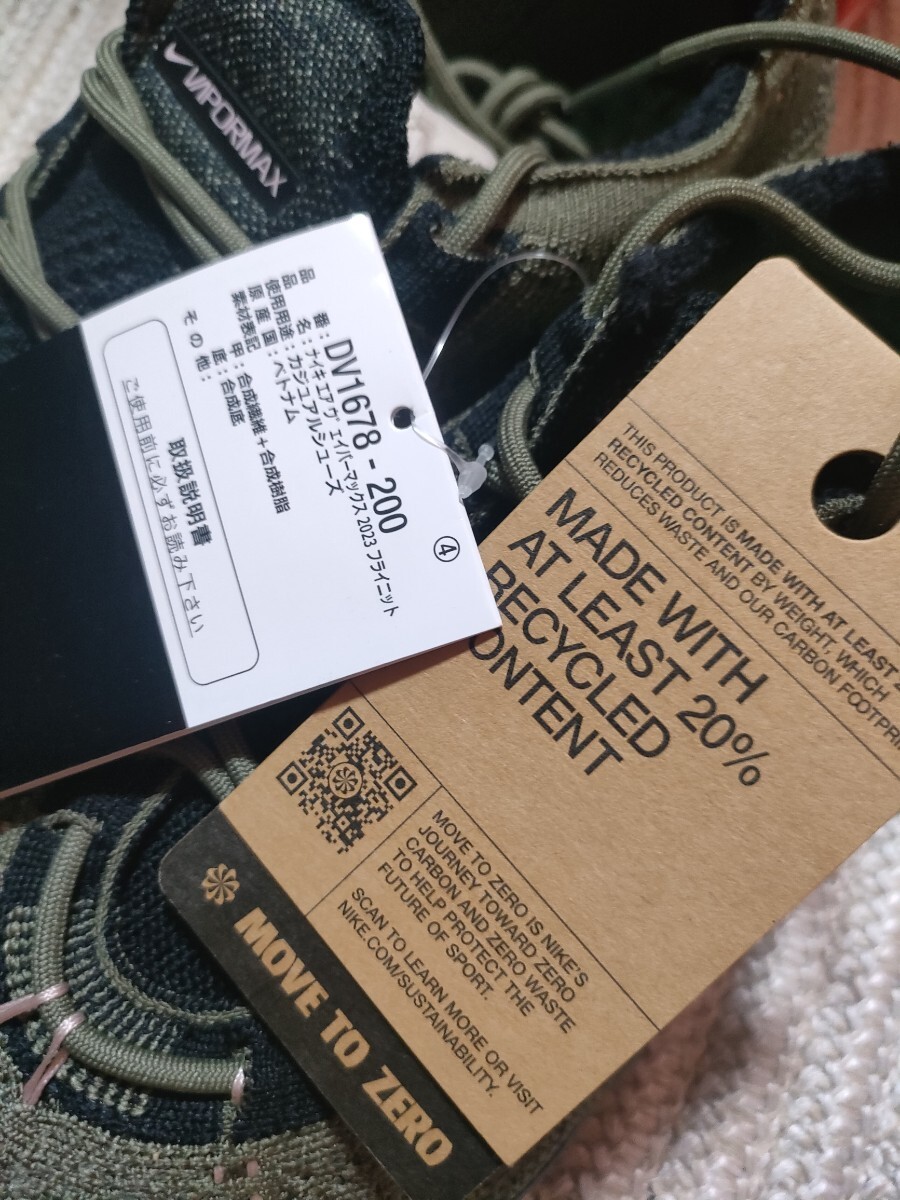 VAPORMAX
品番：DV1678-200
品名：ナイキ エア ヴェイパーマックス 2023 フライニット
使用用途：カジュアルシューズ
原産国：ベトナム
素材表記 甲：合成繊維＋合成樹脂
底：合成底
その他：
④
取扱説明書
ご使用前に必ずお読み下さい
THIS PRODUCT IS MADE WITH AT LEAST
RECYCLED CONTENT BY WEIGHT, WHICH
REDUCES WASTE AND OUR CARBON FOOTPRI
MADE WITH
AT LEAST 20%
RECYCLED
ONTENT
MOVE TO ZERO IS NIKE'S
JOURNEY TOWARD ZERO
CARBON AND ZERO WASTE
TO HELP PROTECT THE
FUTURE OF SPORT.
SCAN TO LEARN MORE OR VISIT
NIKE.COM/SUSTAINABILITY.
MOVE TO ZERO